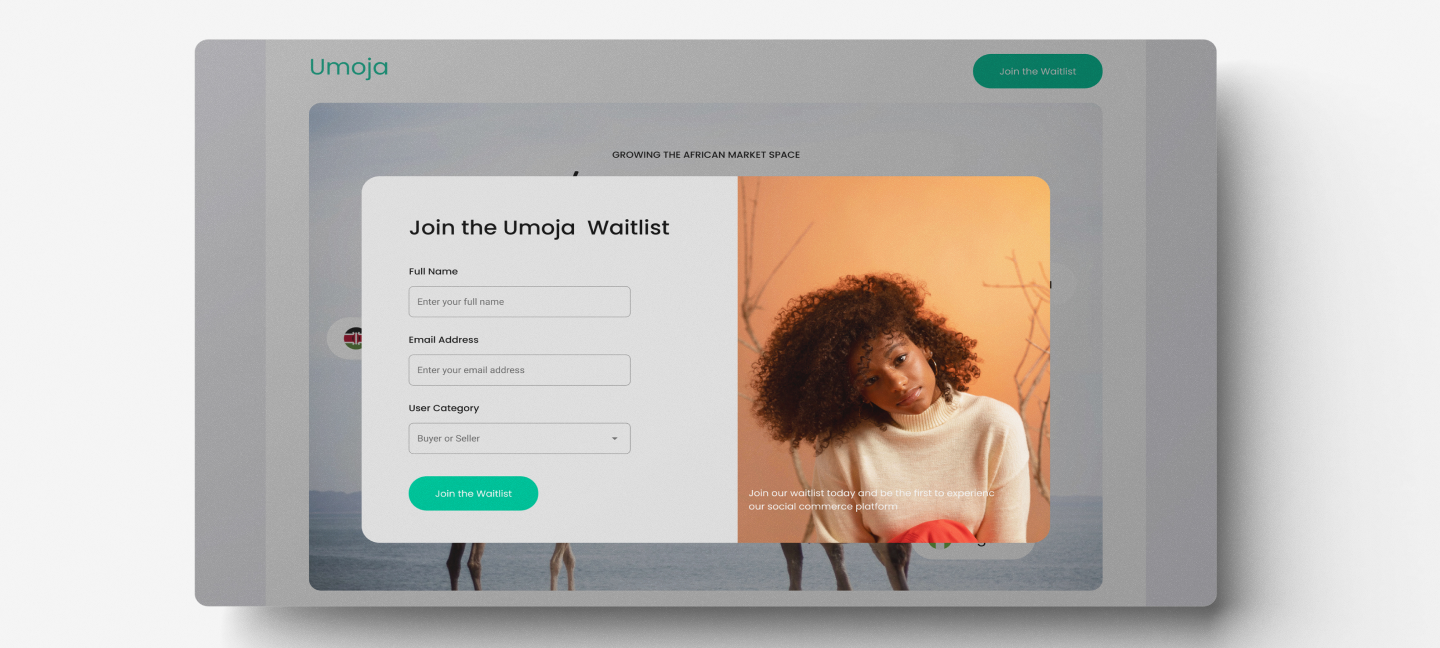 Umoja
Join the Waitlist
GROWING THE AFRICAN MARKET SPACE
Join the Umoja Waitlist
Full Name
Enter your full name
Email Address
Enter your email address
User Category
Buyer or Seller
Join the Waitlist
Join our waitlist today and be the first to experienc
our social commerce platform